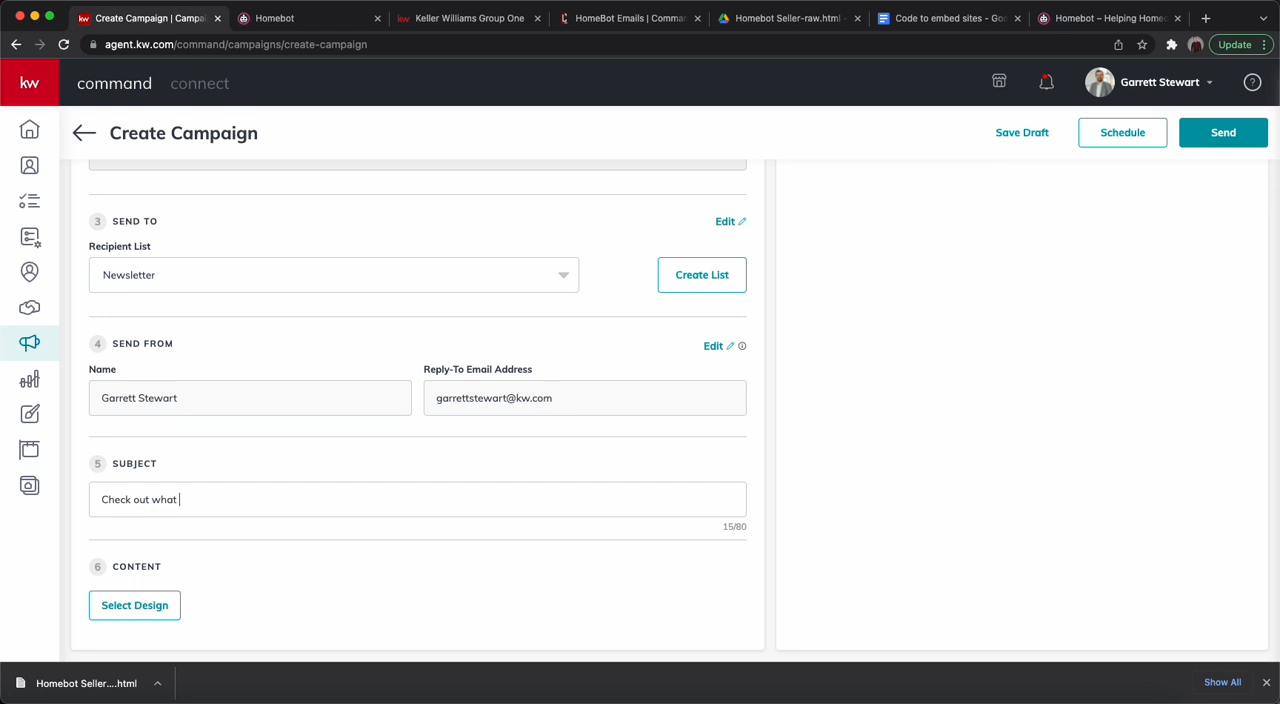 Create Campaign | Campai
Homebot
Keller Williams Group One
HomeBot Emails | Comman
Homebot Seller-raw.html -
Code to embed sites - Goo
Homebot – Helping Homeo
agent.kw.com/command/campaigns/create-campaign
Update
kw
command
connect
Garrett Stewart
Create Campaign
Save Draft
Schedule
Send
3 SEND TO
Edit
Recipient List
Newsletter
Create List
4 SEND FROM
Edit
Name
Reply-To Email Address
Garrett Stewart
garrettstewart@kw.com
5 SUBJECT
Check out what
15/80
6 CONTENT
Select Design
Homebot Seller....html
Show All